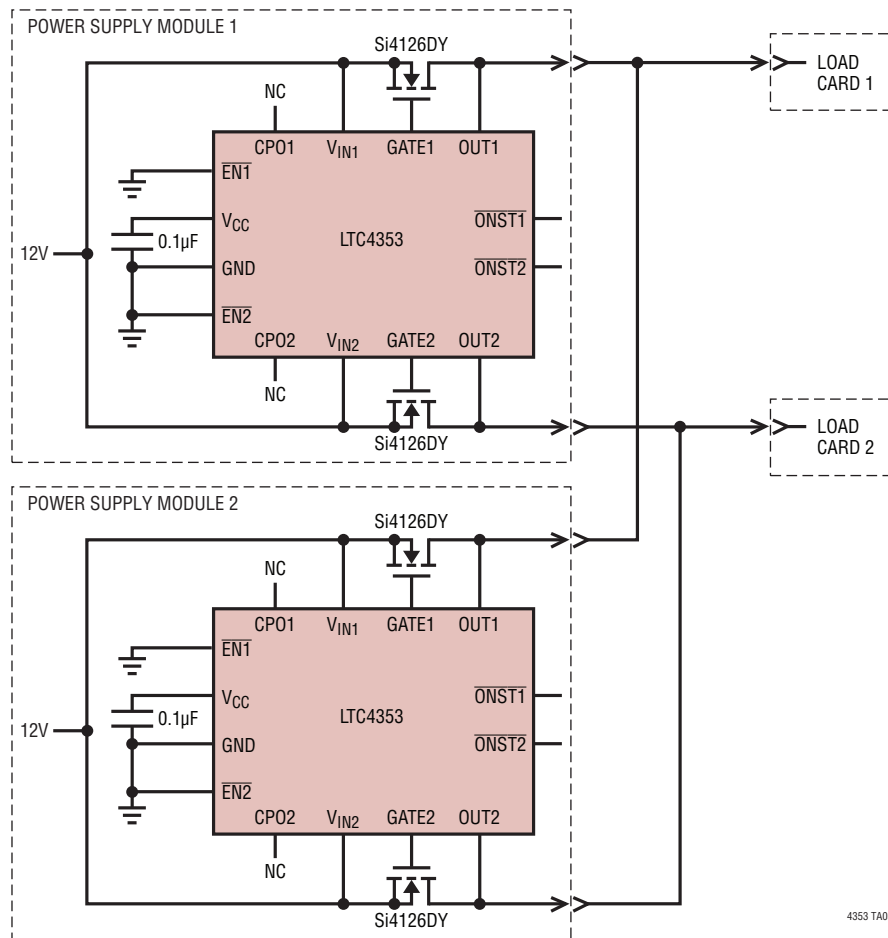 POWER SUPPLY MODULE 1
Si4126DY
LOAD
CARD 1
NC
CPO1
VIN1
GATE1
OUT1
EN1
VCC
0.1µF
LTC4353
ONST1
12V
GND
ONST2
EN2
CPO2
VIN2
GATE2
OUT2
NC
Si4126DY
LOAD
CARD 2
POWER SUPPLY MODULE 2
Si4126DY
NC
CPO1
VIN1
GATE1
OUT1
EN1
VCC
0.1µF
LTC4353
ONST1
12V
GND
ONST2
EN2
CPO2
VIN2
GATE2
OUT2
NC
Si4126DY
4353 TA0